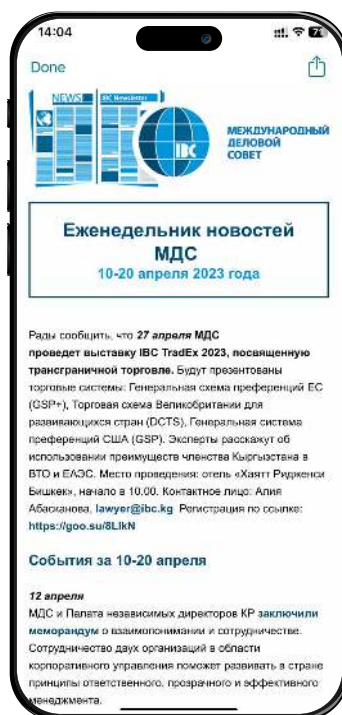 14:04
71
Done
NEWS IBC Newsletter
IBC
МЕЖДУНАРОДНЫЙ
ДЕЛОВОЙ
СОВЕТ
Еженедельник новостей
МДС
10-20 апреля 2023 года
Рады сообщить, что 27 апреля МДС
проведет выставку IBC TradEx 2023, посвященную
трансграничной торговле. Будут презентованы
торговые системы: Генеральная схема преференций ЕС
(GSP+), Торговая схема Великобритании для
развивающихся стран (DCTS), Генеральная система
преференций США (GSP). Эксперты расскажут об
использовании преимуществ членства Кыргызстана в
ВТО и ЕАЭС. Место проведения: отель «Хаятт Ридженси
Бишкек», начало в 10.00. Контактное лицо: Алия
Абасканова, lawyer@ibc.kg Регистрация по ссылке:
https://goo.su/8LlkN
События за 10-20 апреля
12 апреля
МДС и Палата независимых директоров КР заключили
меморандум о взаимопонимании и сотрудничестве.
Сотрудничество двух организаций в области
корпоративного управления поможет развивать в стране
принципы ответственного, прозрачного и эффективного
менеджмента.